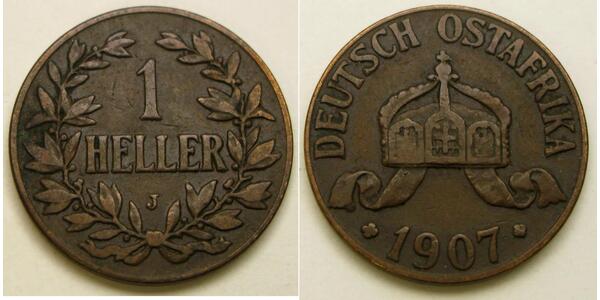 1
HELLER
J
DEUTSCH OSTAFRIKA
1907